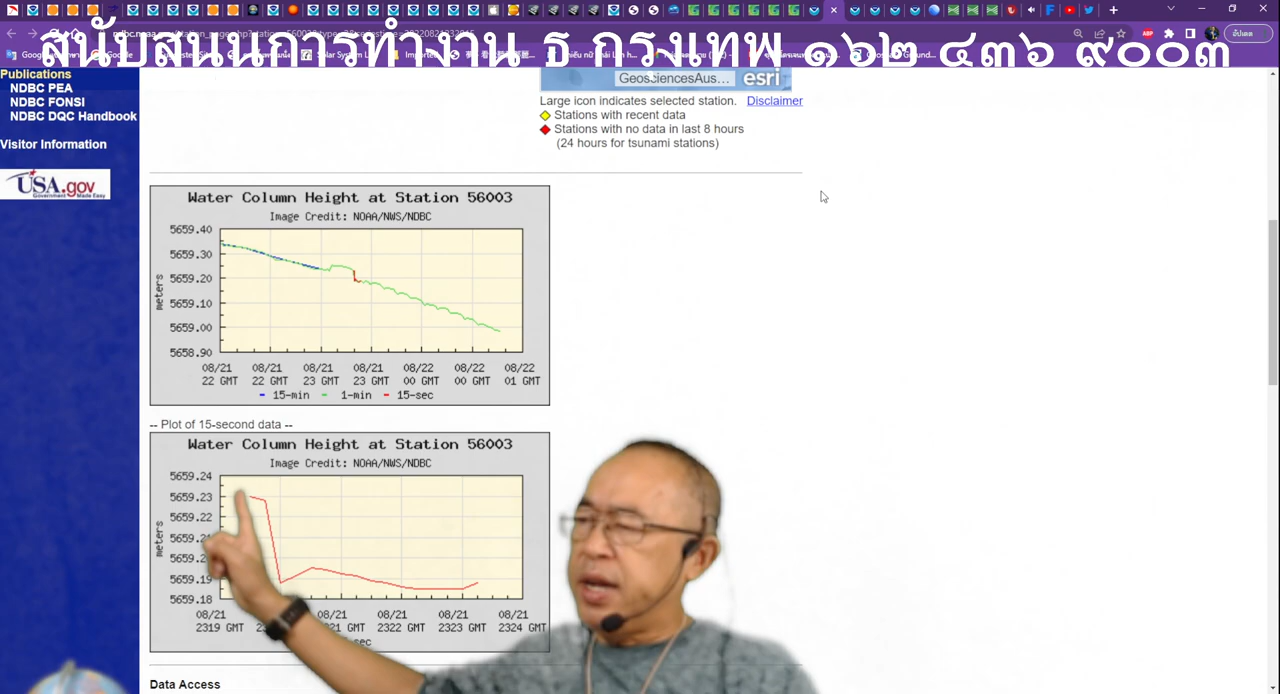 สนับสนุนการทำงาน ธ.กรุงเทพ ๑๖๒ ๔๓๖ ๙๐๐๓
Publications
NDBC PEA
NDBC FONSI
NDBC DQC Handbook
Visitor Information
USA.gov
Government Made Easy
GeosciencesAus...
esri
Large icon indicates selected station. Disclaimer
Stations with recent data
Stations with no data in last 8 hours
(24 hours for tsunami stations)
Water Column Height at Station 56003
Image Credit: NOAA/NWS/NDBC
5659.40
5659.30
5659.20
5659.10
5659.00
5658.90
meters
08/21 08/21 08/21 08/21 08/22 08/22 08/22
22 GMT 22 GMT 23 GMT 23 GMT 00 GMT 00 GMT 01 GMT
15-min 1-min 15-sec
-- Plot of 15-second data --
Water Column Height at Station 56003
Image Credit: NOAA/NWS/NDBC
5659.24
5659.23
5659.22
5659.19
5659.18
meters
08/21 08/21 08/21 08/21 08/21
2319 GMT 2321 GMT 2322 GMT 2323 GMT 2324 GMT
Data Access